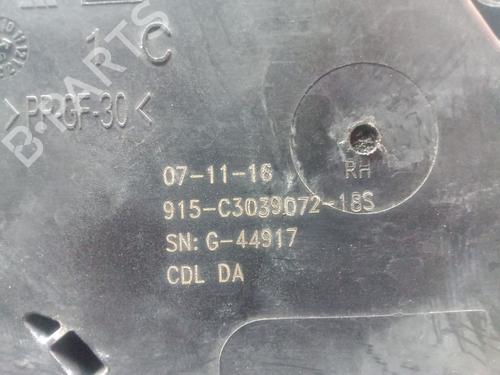 1 C
>PP-GF-30<
B-PARTS
RH
07-11-16
915-C3039072-18S
SN: G-44917
CDL DA